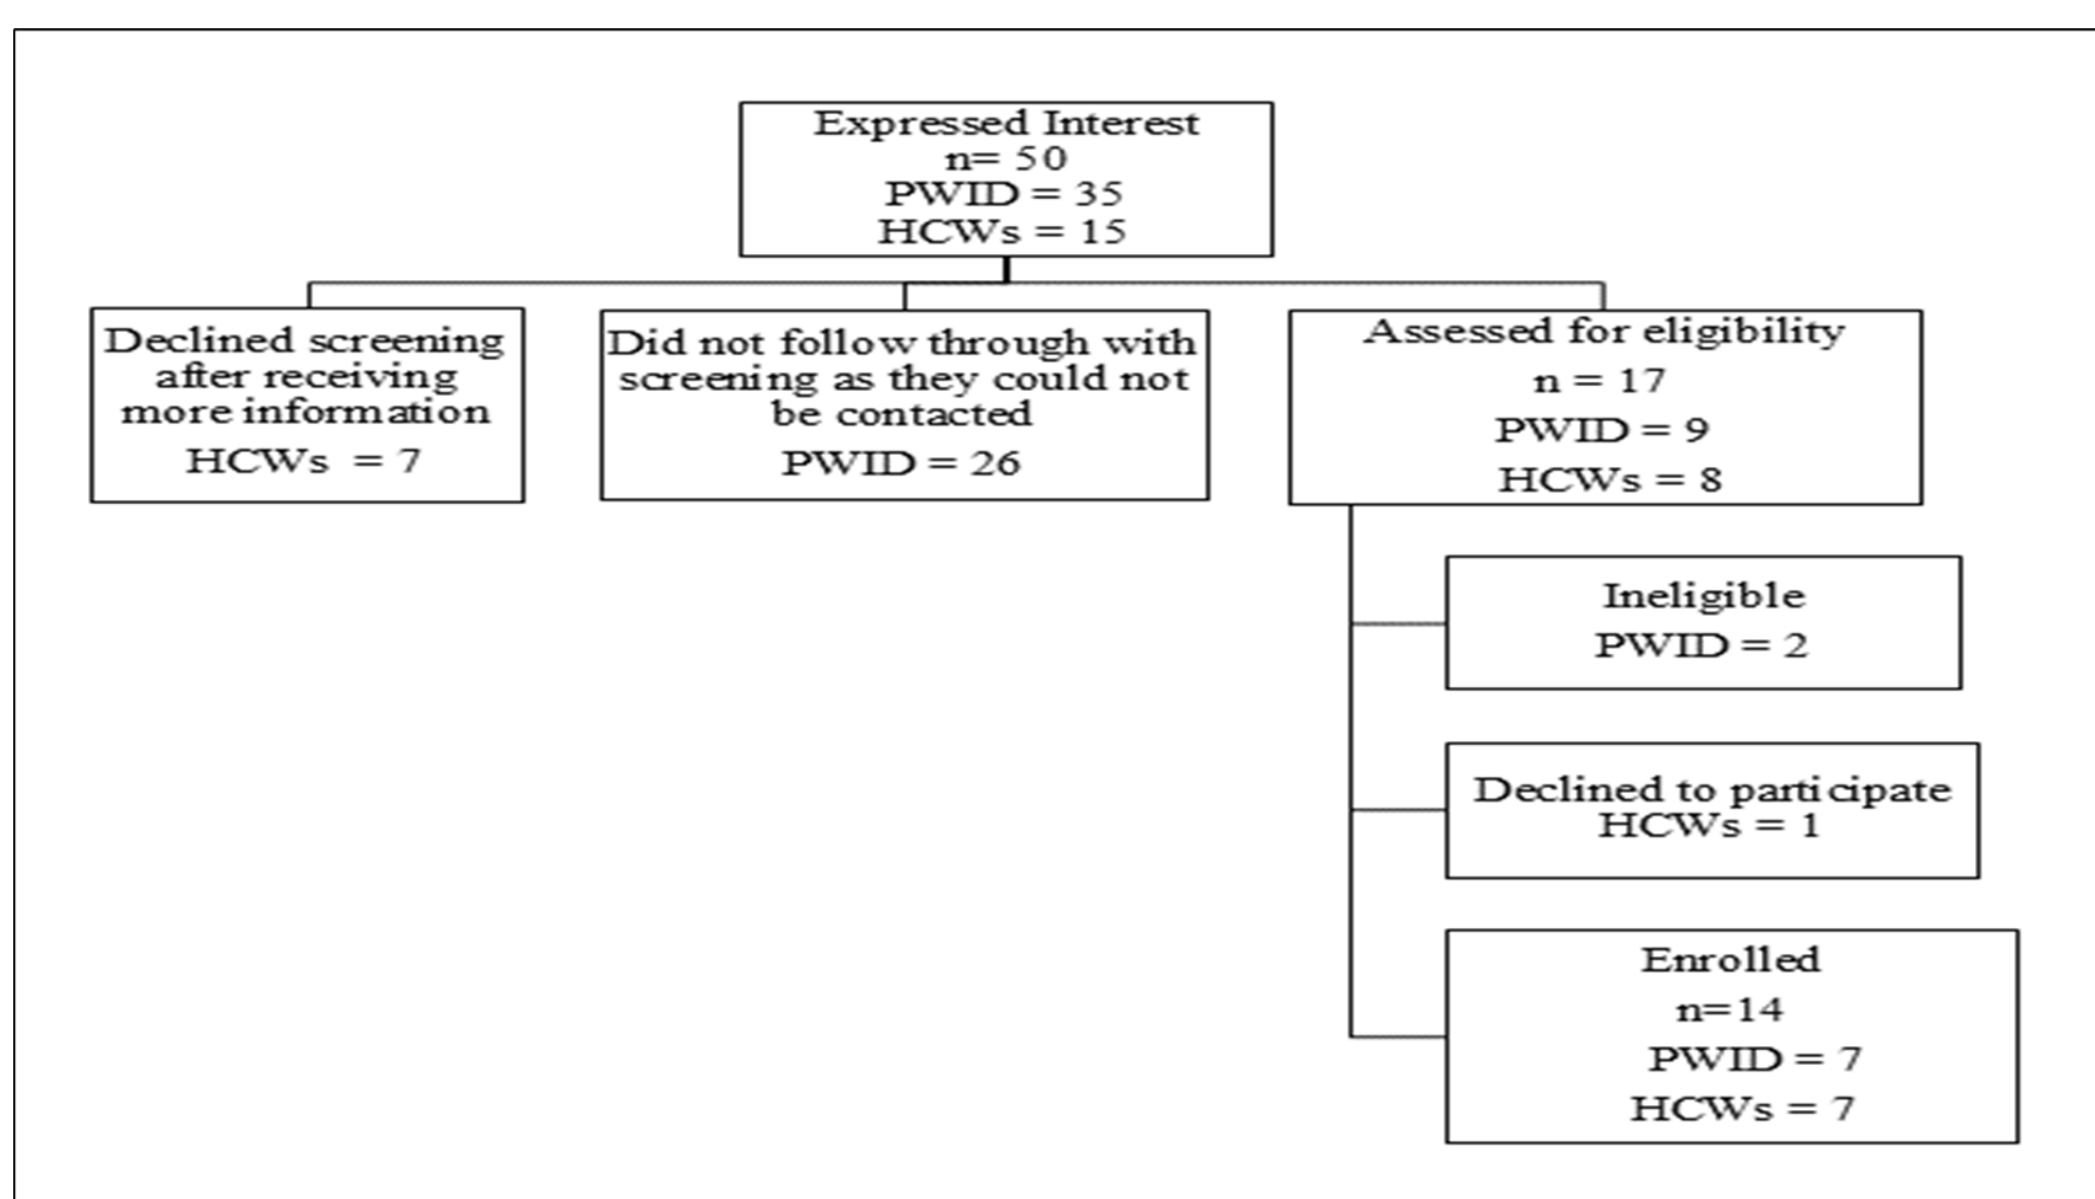 Expressed Interest
n= 50
PWID = 35
HCWs = 15
Declined screening
after receiving
more information
HCWs = 7
Did not follow through with
screening as they could not
be contacted
PWID = 26
Assessed for eligibility
n = 17
PWID = 9
HCWs = 8
Ineligible
PWID = 2
Declined to participate
HCWs = 1
Enrolled
n=14
PWID = 7
HCWs = 7